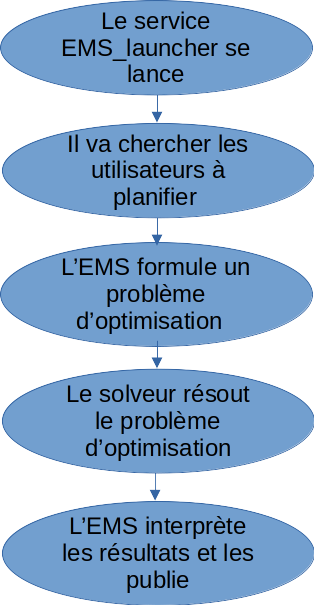 Le service
EMS_launcher se
lance
Il va chercher les
utilisateurs à
planifier
L’EMS formule un
problème
d’optimisation
Le solveur résout
le problème
d’optimisation
L’EMS interprète
les résultats et les
publie